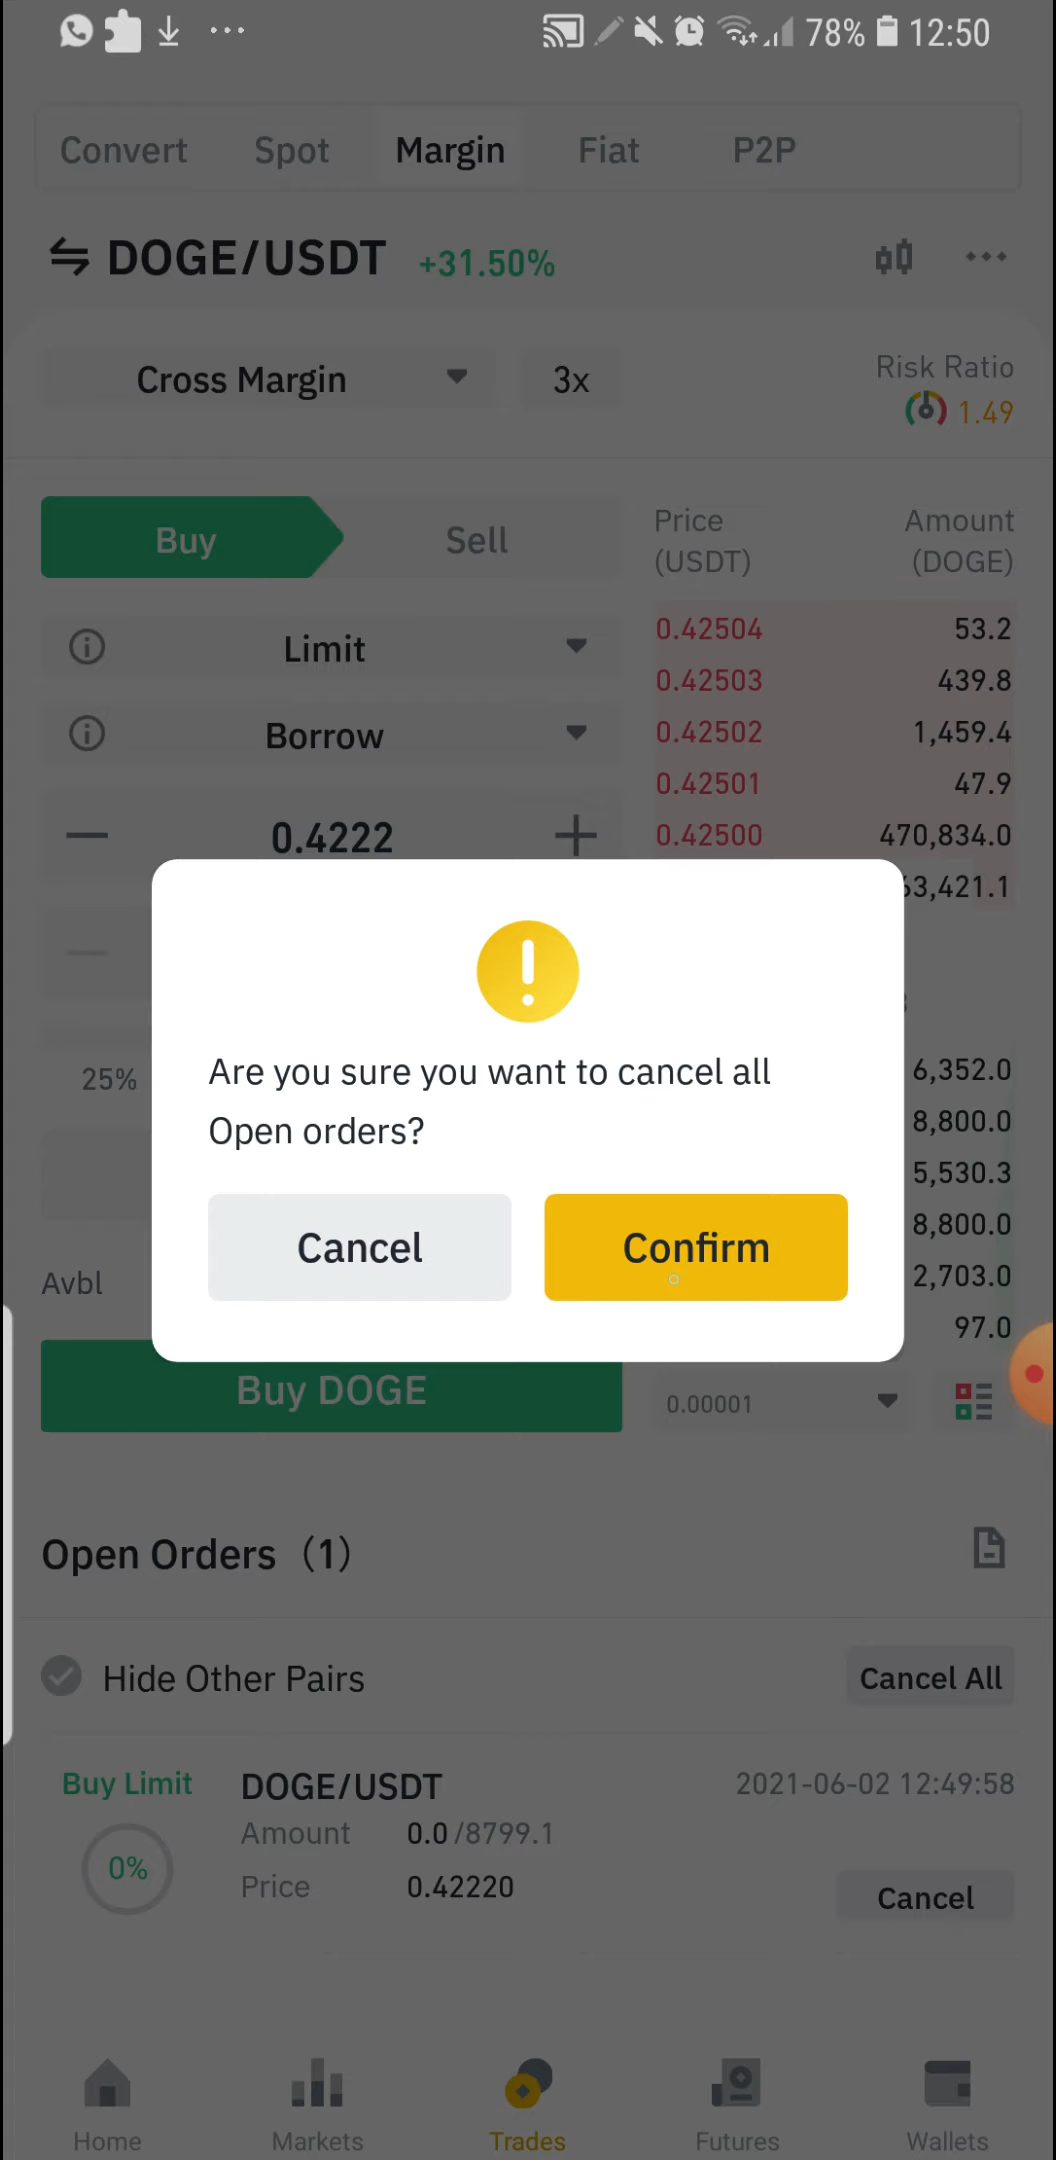 78% 12:50
Convert Spot Margin Fiat P2P
DOGE/USDT +31.50%
Cross Margin 3x
Risk Ratio
1.49
Buy Sell
Price
(USDT)
Amount
(DOGE)
Limit
Borrow
0.4222
0.42504 53.2
0.42503 439.8
0.42502 1,459.4
0.42501 47.9
0.42500 470,834.0
63,421.1
Are you sure you want to cancel all
Open orders?
Cancel Confirm
25%
Avbl
6,352.0
8,800.0
5,530.3
8,800.0
2,703.0
97.0
Buy DOGE
0.00001
Open Orders (1)
Hide Other Pairs Cancel All
Buy Limit DOGE/USDT 2021-06-02 12:49:58
Amount 0.0/8799.1
0%
Price 0.42220
Cancel
Home Markets Trades Futures Wallets